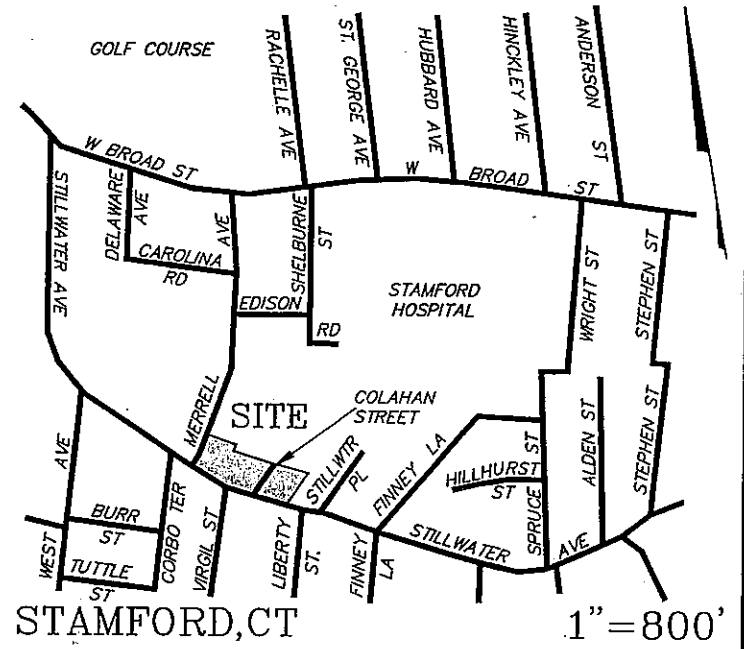 GOLF COURSE
RACHELLE AVE
ST. GEORGE AVE
HUBBARD AVE
HINCKLEY AVE
ANDERSON ST
W BROAD ST
W BROAD ST
STILLWATER AVE
DELAWARE AVE
CAROLINA RD
MERRELL AVE
SHELBURNE ST
EDISON RD
STAMFORD
HOSPITAL
WRIGHT ST
STEPHEN ST
SITE
COLAHAN
STREET
STILLWTR PL
FINNEY LA
HILLHURST ST
SPRUCE ST
ALDEN ST
STEPHEN ST
STILLWATER AVE
WEST AVE
BURR ST
TUTTLE ST
CORBO TER
VIRGIL ST
LIBERTY ST.
FINNEY LA
STAMFORD,CT
1"=800'